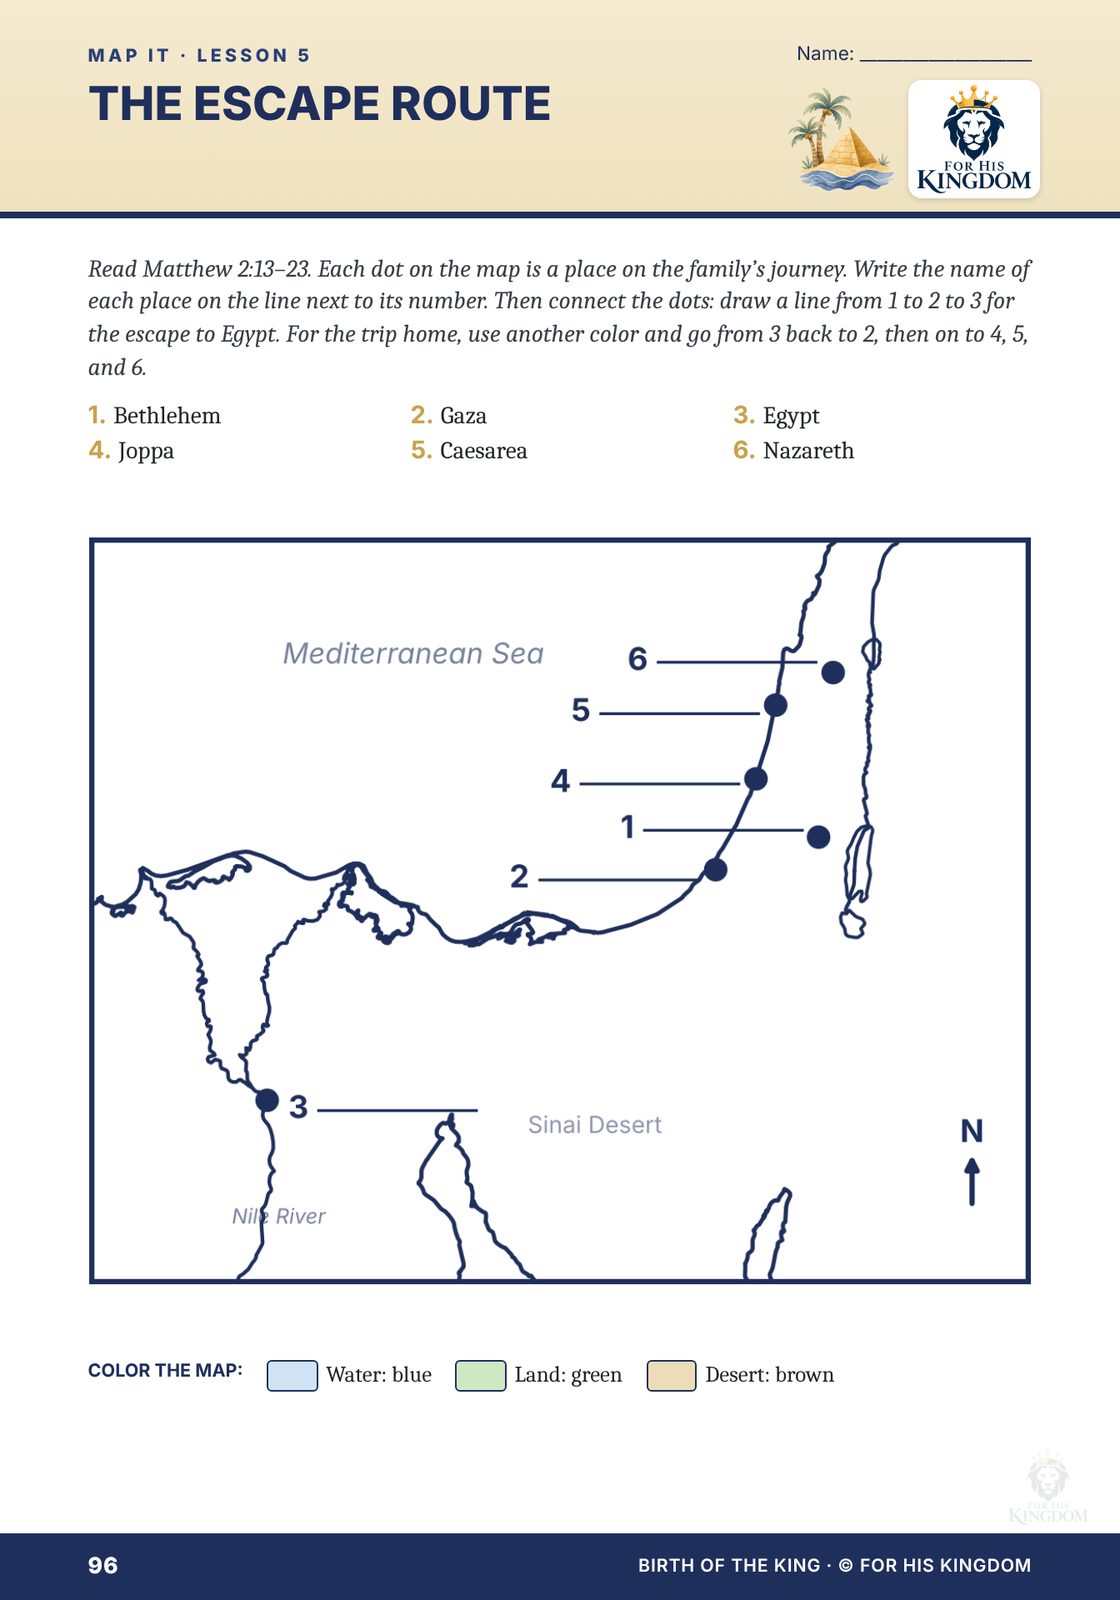 MAP IT · LESSON 5
Name: ________________
THE ESCAPE ROUTE
FOR HIS
KINGDOM
Read Matthew 2:13–23. Each dot on the map is a place on the family’s journey. Write the name of
each place on the line next to its number. Then connect the dots: draw a line from 1 to 2 to 3 for
the escape to Egypt. For the trip home, use another color and go from 3 back to 2, then on to 4, 5,
and 6.
1. Bethlehem
2. Gaza
3. Egypt
4. Joppa
5. Caesarea
6. Nazareth
Mediterranean Sea
6
5
4
1
2
3
Sinai Desert
N
Nile River
COLOR THE MAP:
Water: blue
Land: green
Desert: brown
FOR HIS
KINGDOM
96
BIRTH OF THE KING · © FOR HIS KINGDOM